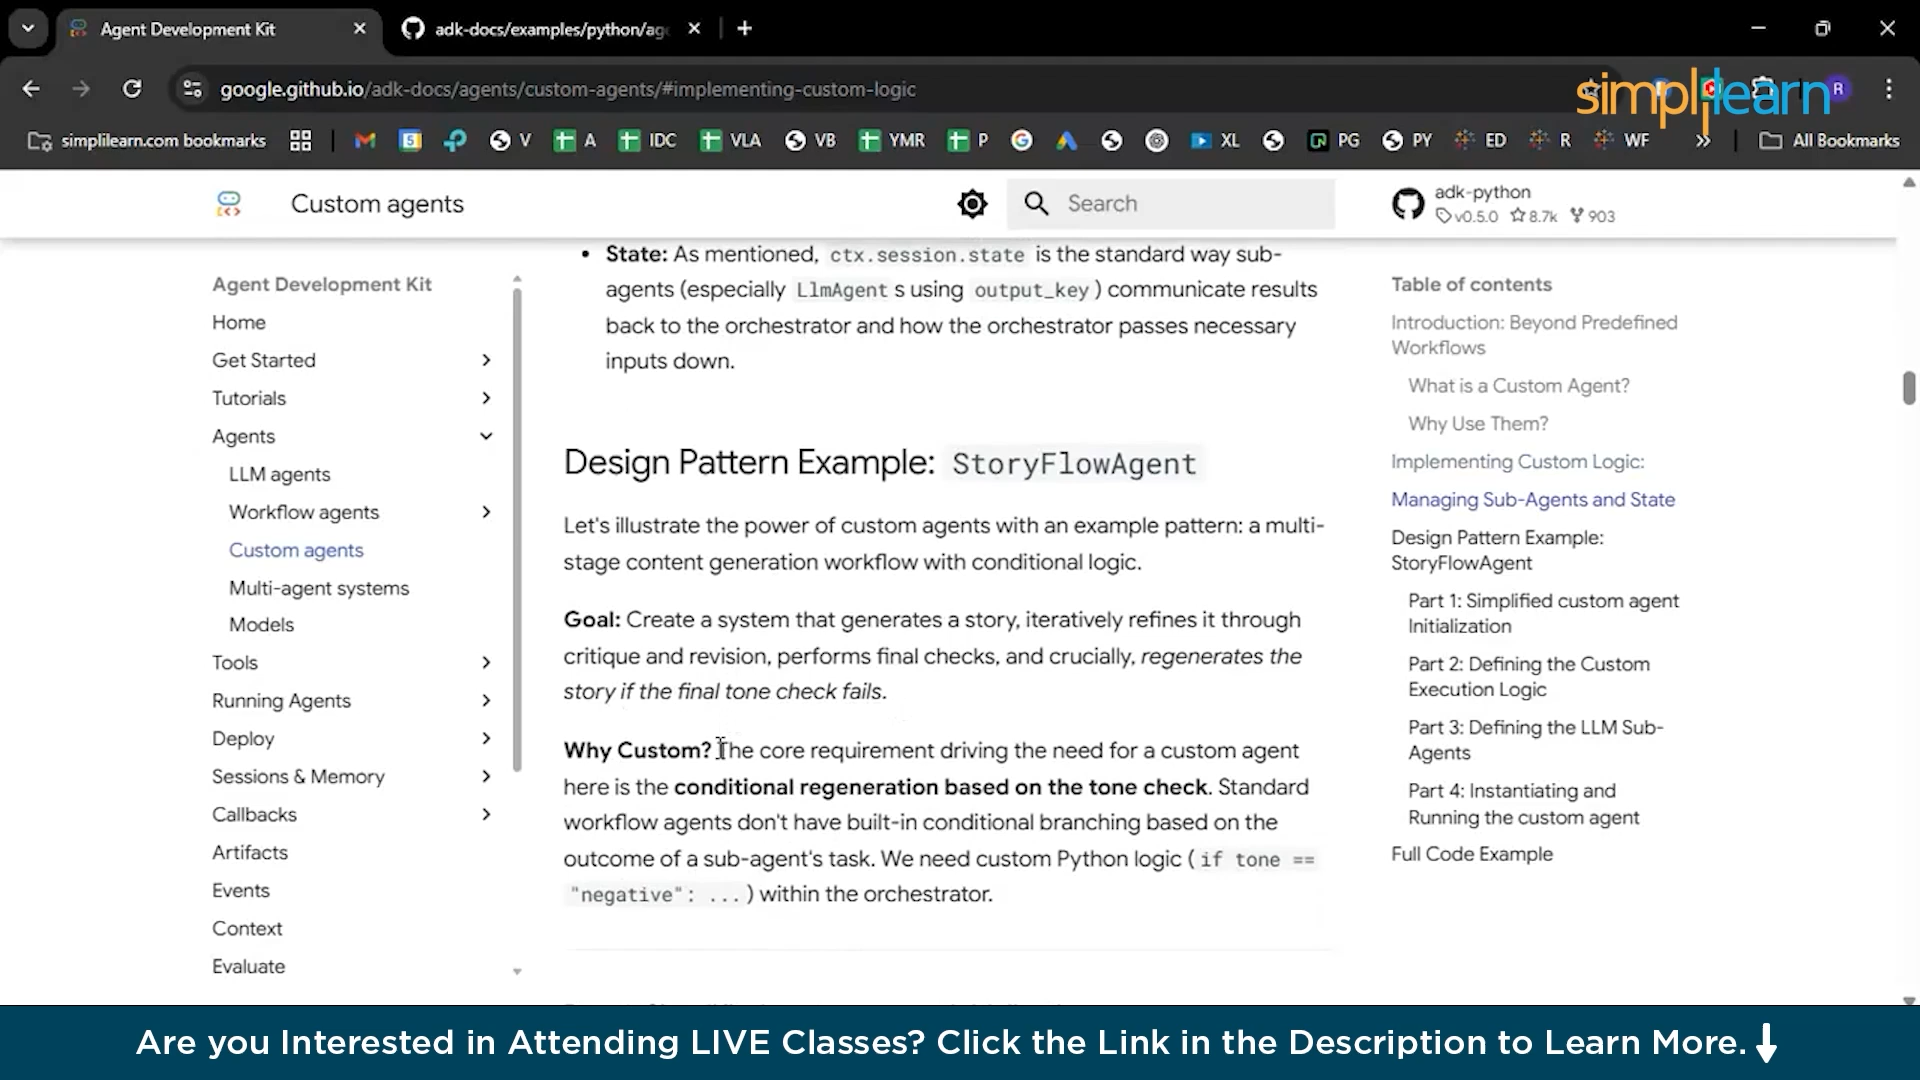 Agent Development Kit
adk-docs/examples/python/age
google.github.io/adk-docs/agents/custom-agents/#implementing-custom-logic
simplilearn
R
simplilearn.com bookmarks
V
A
IDC
VLA
VB
YMR
P
XL
PG
PY
ED
R
WF
All Bookmarks
Custom agents
Search
adk-python
v0.5.0 8.7k 903
Agent Development Kit
Home
Get Started
Tutorials
Agents
LLM agents
Workflow agents
Custom agents
Multi-agent systems
Models
Tools
Running Agents
Deploy
Sessions & Memory
Callbacks
Artifacts
Events
Context
Evaluate
• State: As mentioned, ctx.session.state is the standard way sub-
agents (especially LlmAgent s using output_key ) communicate results
back to the orchestrator and how the orchestrator passes necessary
inputs down.
Design Pattern Example: StoryFlowAgent
Let's illustrate the power of custom agents with an example pattern: a multi-
stage content generation workflow with conditional logic.
Goal: Create a system that generates a story, iteratively refines it through
critique and revision, performs final checks, and crucially, regenerates the
story if the final tone check fails.
Why Custom? The core requirement driving the need for a custom agent
here is the conditional regeneration based on the tone check. Standard
workflow agents don't have built-in conditional branching based on the
outcome of a sub-agent's task. We need custom Python logic ( if tone ==
"negative": ... ) within the orchestrator.
Table of contents
Introduction: Beyond Predefined
Workflows
What is a Custom Agent?
Why Use Them?
Implementing Custom Logic:
Managing Sub-Agents and State
Design Pattern Example:
StoryFlowAgent
Part 1: Simplified custom agent
Initialization
Part 2: Defining the Custom
Execution Logic
Part 3: Defining the LLM Sub-
Agents
Part 4: Instantiating and
Running the custom agent
Full Code Example
Are you Interested in Attending LIVE Classes? Click the Link in the Description to Learn More.